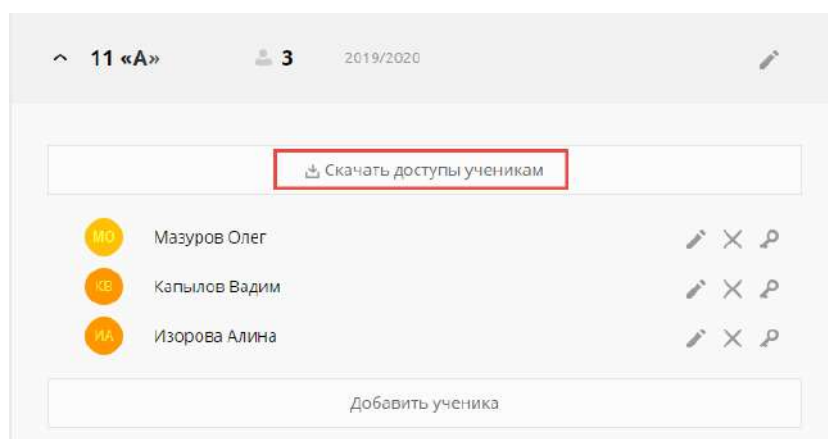 11 «А» 3 2019/2020
Скачать доступы ученикам
МО Мазуров Олег
КВ Капылов Вадим
ИА Изорова Алина
Добавить ученика